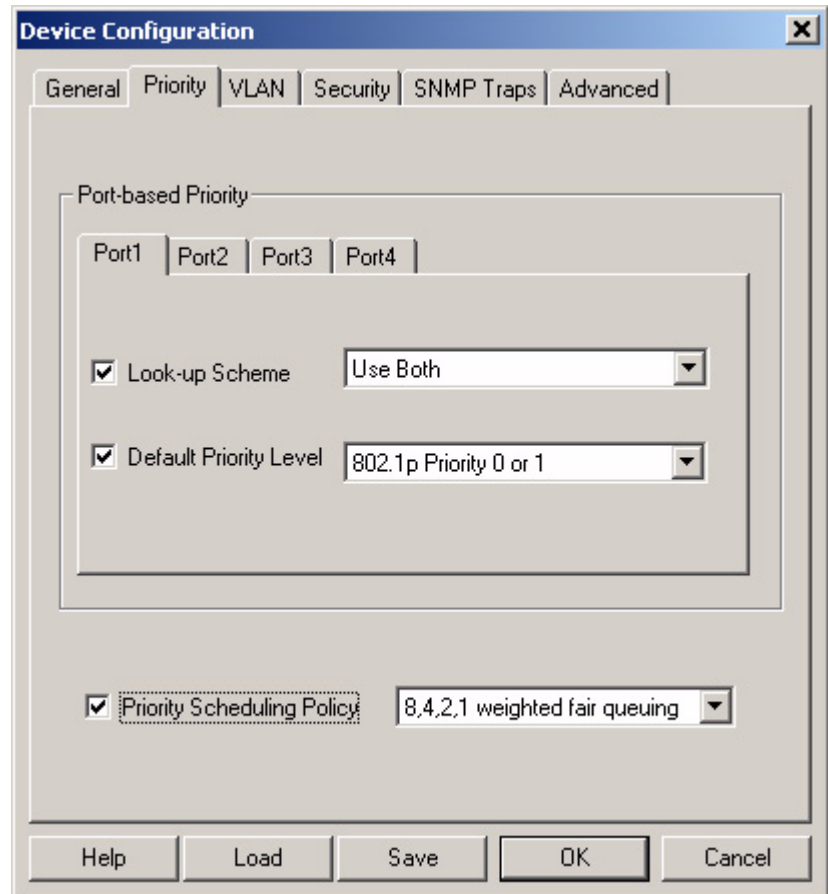 Device Configuration
General Priority VLAN Security SNMP Traps Advanced
Port-based Priority
Port1 Port2 Port3 Port4
Look-up Scheme Use Both
Default Priority Level 802.1p Priority 0 or 1
Priority Scheduling Policy 8,4,2,1 weighted fair queuing
Help Load Save OK Cancel